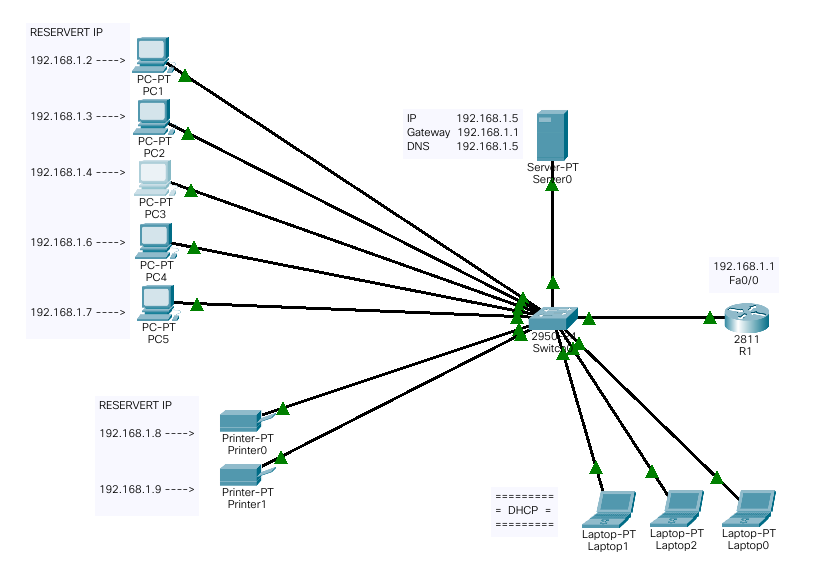 RESERVERT IP
192.168.1.2 ---->
PC-PT
PC1
192.168.1.3 ---->
PC-PT
PC2
192.168.1.4 ---->
PC-PT
PC3
192.168.1.6 ---->
PC-PT
PC4
192.168.1.7 ---->
PC-PT
PC5
IP 192.168.1.5
Gateway 192.168.1.1
DNS 192.168.1.5
Server-PT
Server0
192.168.1.1
Fa0/0
2811
R1
2950-24
Switch0
RESERVERT IP
192.168.1.8 ---->
Printer-PT
Printer0
192.168.1.9 ---->
Printer-PT
Printer1
=========
= DHCP =
=========
Laptop-PT
Laptop1
Laptop-PT
Laptop2
Laptop-PT
Laptop0